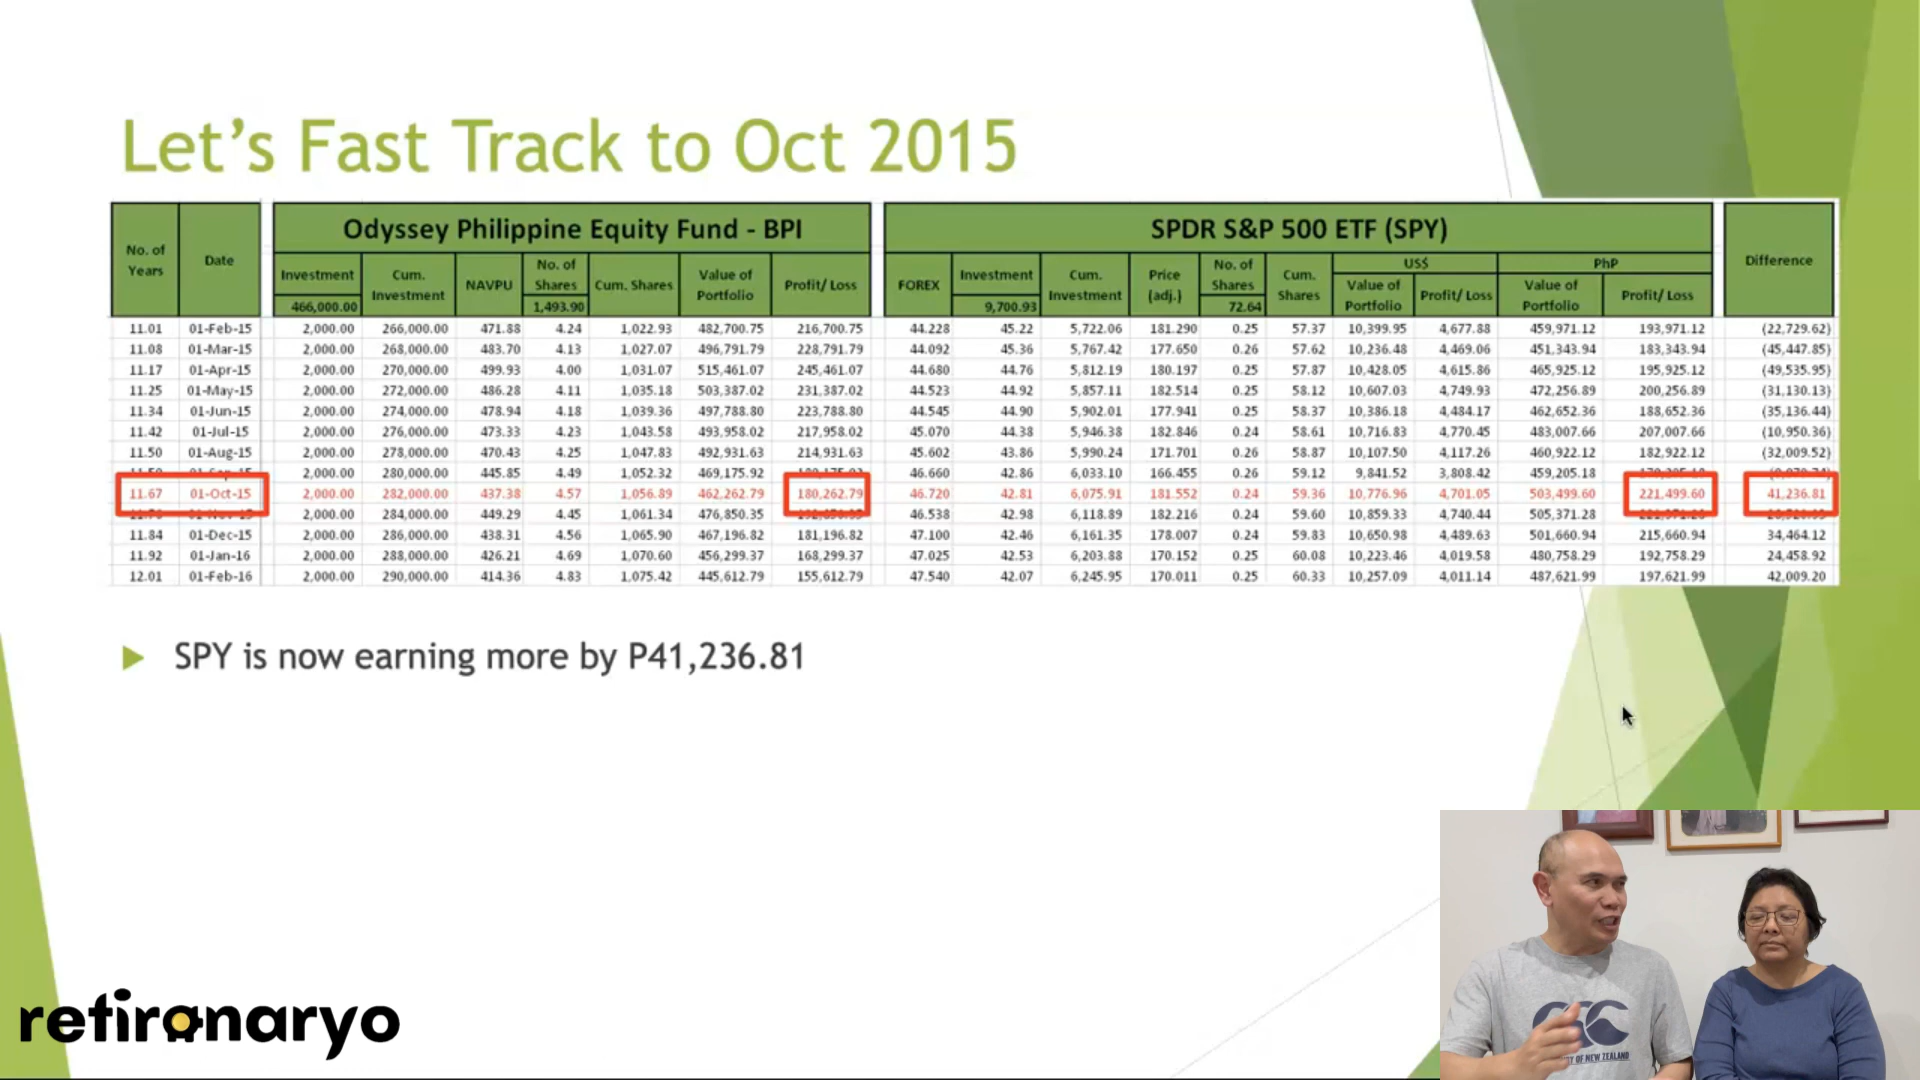 Let's Fast Track to Oct 2015
No. of Years Date Odyssey Philippine Equity Fund - BPI SPDR S&P 500 ETF (SPY) Difference
Investment Cum. Investment NAVPU No. of Shares Cum. Shares Value of Portfolio Profit/ Loss FOREX Investment Cum. Investment Price (adj.) No. of Shares Cum. Shares US$ Value of Portfolio Profit/ Loss PhP Value of Portfolio Profit/ Loss
466,000.00 1,493.90 9,700.93 72.64
11.01 01-Feb-15 2,000.00 266,000.00 471.88 4.24 1,022.93 482,700.75 216,700.75 44.228 45.22 5,722.06 181.290 0.25 57.37 10,399.95 4,677.88 459,971.12 193,971.12 (22,729.62)
11.08 01-Mar-15 2,000.00 268,000.00 483.70 4.13 1,027.07 496,791.79 228,791.79 44.092 45.36 5,767.42 177.650 0.26 57.62 10,236.48 4,469.06 451,343.94 183,343.94 (45,447.85)
11.17 01-Apr-15 2,000.00 270,000.00 499.93 4.00 1,031.07 515,461.07 245,461.07 44.680 44.76 5,812.19 180.197 0.25 57.87 10,428.05 4,615.86 465,925.12 195,925.12 (49,535.95)
11.25 01-May-15 2,000.00 272,000.00 486.28 4.11 1,035.18 503,387.02 231,387.02 44.523 44.92 5,857.11 182.514 0.25 58.12 10,607.03 4,749.93 472,256.89 200,256.89 (31,130.13)
11.34 01-Jun-15 2,000.00 274,000.00 478.94 4.18 1,039.36 497,788.80 223,788.80 44.545 44.90 5,902.01 177.941 0.25 58.37 10,386.18 4,484.17 462,652.36 188,652.36 (35,136.44)
11.42 01-Jul-15 2,000.00 276,000.00 473.33 4.23 1,043.58 493,958.02 217,958.02 45.070 44.38 5,946.38 182.846 0.24 58.61 10,716.83 4,770.45 483,007.66 207,007.66 (10,950.36)
11.50 01-Aug-15 2,000.00 278,000.00 470.43 4.25 1,047.83 492,931.63 214,931.63 45.602 43.86 5,990.24 171.701 0.26 58.87 10,107.50 4,117.26 460,922.12 182,922.12 (32,009.52)
2,000.00 280,000.00 445.85 4.49 1,052.32 469,175.92 46.660 42.86 6,033.10 166.455 0.26 59.12 9,841.52 3,808.42 459,205.18
11.67 01-Oct-15 2,000.00 282,000.00 437.38 4.57 1,056.89 462,262.79 180,262.79 46.720 42.81 6,075.91 181.552 0.24 59.36 10,776.96 4,701.05 503,499.60 221,499.60 41,236.81
2,000.00 284,000.00 449.29 4.45 1,061.34 476,850.35 46.538 42.98 6,118.89 182.216 0.24 59.60 10,859.33 4,740.44 505,371.28
11.84 01-Dec-15 2,000.00 286,000.00 438.31 4.56 1,065.90 467,196.82 181,196.82 47.100 42.46 6,161.35 178.007 0.24 59.83 10,650.98 4,489.63 501,660.94 215,660.94 34,464.12
11.92 01-Jan-16 2,000.00 288,000.00 426.21 4.69 1,070.60 456,299.37 168,299.37 47.025 42.53 6,203.88 170.152 0.25 60.08 10,223.46 4,019.58 480,758.29 192,758.29 24,458.92
12.01 01-Feb-16 2,000.00 290,000.00 414.36 4.83 1,075.42 445,612.79 155,612.79 47.540 42.07 6,245.95 170.011 0.25 60.33 10,257.09 4,011.14 487,621.99 197,621.99 42,009.20
SPY is now earning more by P41,236.81
retironaryo
OF NEW ZEALAND